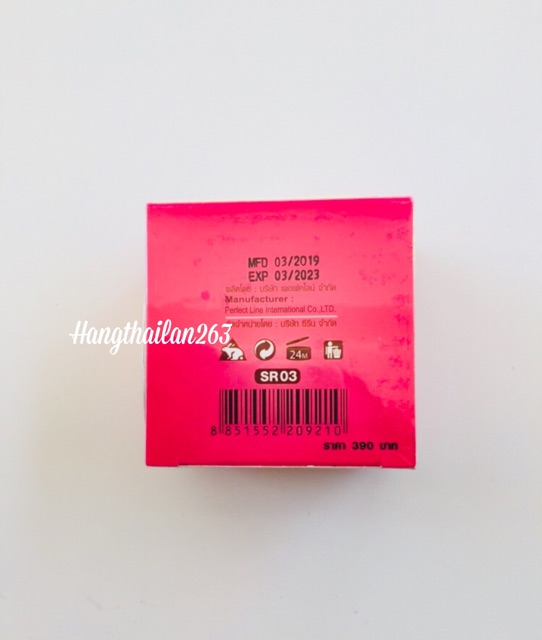 MFD 03/2019
EXP 03/2023
ผลิตโดย : บริษัท เพอเฟคไลน์ จำกัด
Manufacturer :
Perfect Line International Co.,LTD.
จำหน่ายโดย : บริษัท ธีริน จำกัด
Hangthailan263
24M
SR03
8 851552 209210
ราคา 390 บาท